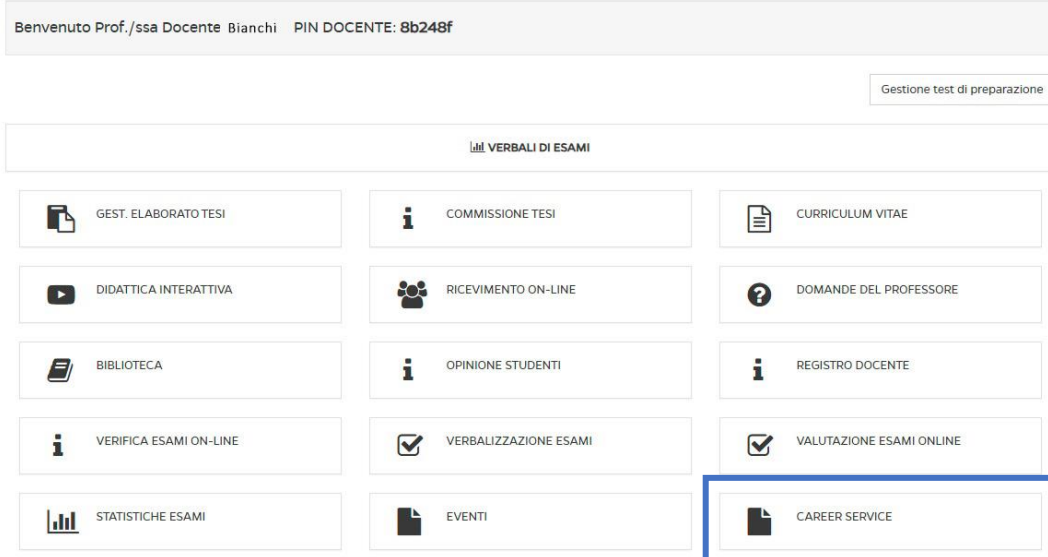 Benvenuto Prof./ssa Docente Bianchi PIN DOCENTE: 8b248f
Gestione test di preparazione
VERBALI DI ESAMI
GEST. ELABORATO TESI
COMMISSIONE TESI
CURRICULUM VITAE
DIDATTICA INTERATTIVA
RICEVIMENTO ON-LINE
DOMANDE DEL PROFESSORE
BIBLIOTECA
OPINIONE STUDENTI
REGISTRO DOCENTE
VERIFICA ESAMI ON-LINE
VERBALIZZAZIONE ESAMI
VALUTAZIONE ESAMI ONLINE
STATISTICHE ESAMI
EVENTI
CAREER SERVICE